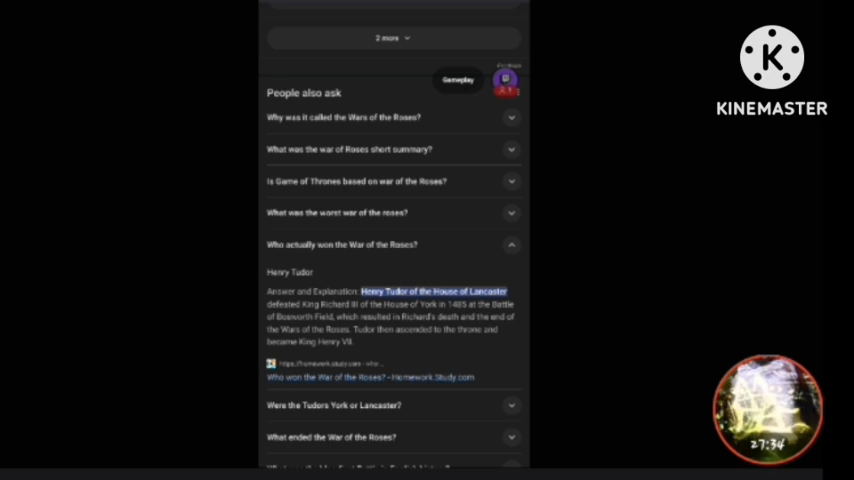 2 more
Gameplay
People also ask
Why was it called the Wars of the Roses?
What was the war of Roses short summary?
Is Game of Thrones based on war of the Roses?
What was the worst war of the roses?
Who actually won the War of the Roses?
Henry Tudor
Answer and Explanation: Henry Tudor of the House of Lancaster
defeated King Richard III of the House of York in 1485 at the Battle
of Bosworth Field, which resulted in Richard's death and the end of
the Wars of the Roses. Tudor then ascended to the throne and
became King Henry VII.
https://homework.study.com › who...
Who won the War of the Roses? - Homework.Study.com
Were the Tudors York or Lancaster?
What ended the War of the Roses?
K
KINEMASTER
27:34